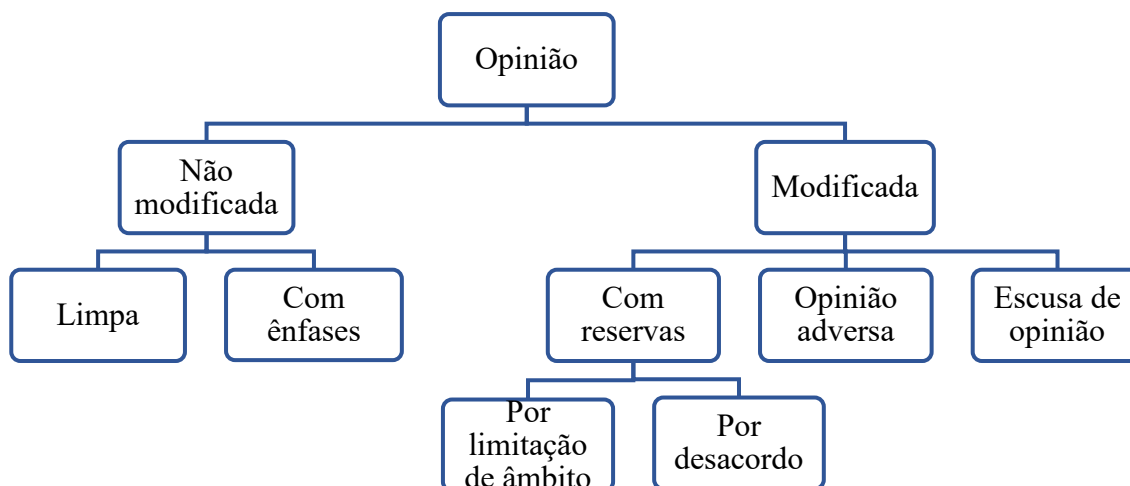 Opinião
Não
modificada
Modificada
Limpa
Com
ênfases
Com
reservas
Opinião
adversa
Escusa de
opinião
Por
limitação
de âmbito
Por
desacordo